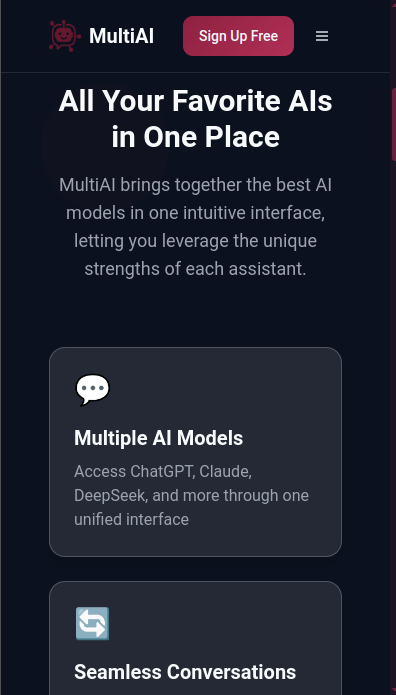 MultiAI
Sign Up Free
All Your Favorite AIs
in One Place
MultiAI brings together the best AI
models in one intuitive interface,
letting you leverage the unique
strengths of each assistant.
Multiple AI Models
Access ChatGPT, Claude,
DeepSeek, and more through one
unified interface
Seamless Conversations